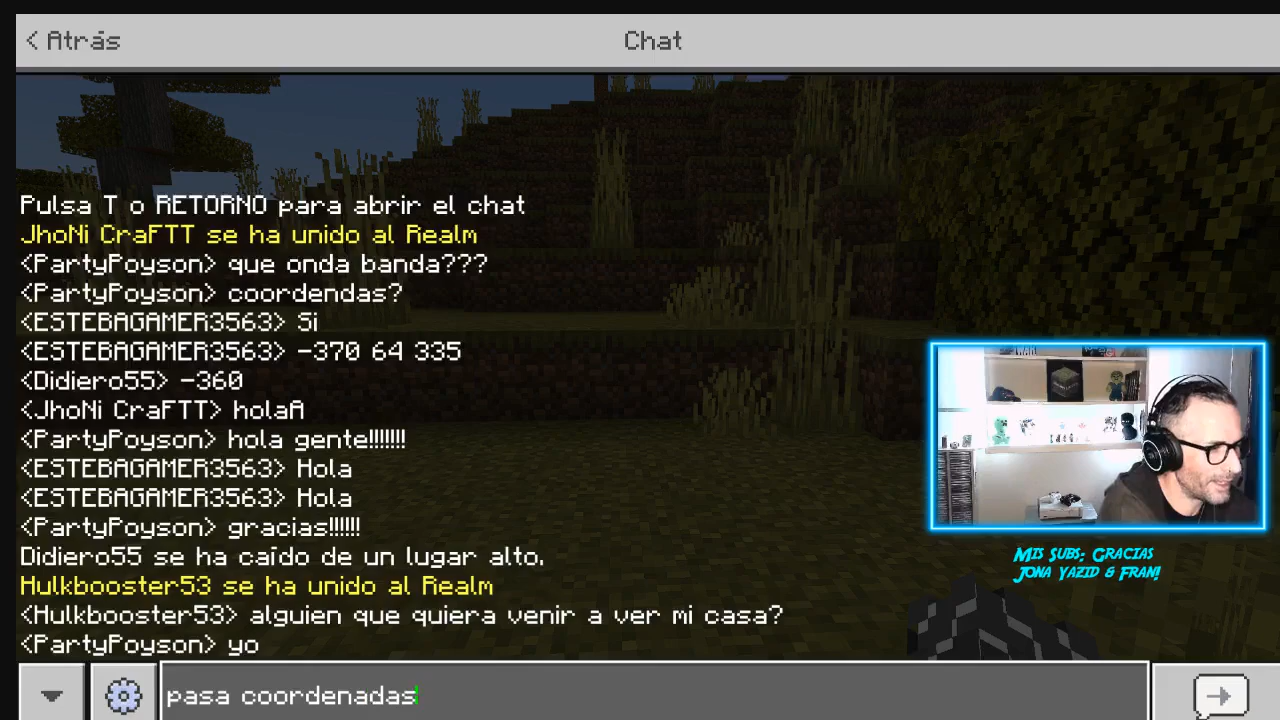 < Atrás
Chat
Pulsa T o RETORNO para abrir el chat
JhoNi CraFTT se ha unido al Realm
<PartyPoyson> que onda banda???
<PartyPoyson> coordendas?
<ESTEBAGAMER3563> Si
<ESTEBAGAMER3563> -370 64 335
<Didiero55> -360
<JhoNi CraFTT> holaA
<PartyPoyson> hola gente!!!!!!!
<ESTEBAGAMER3563> Hola
<ESTEBAGAMER3563> Hola
<PartyPoyson> gracias!!!!!!
Didiero55 se ha caído de un lugar alto.
Hulkbooster53 se ha unido al Realm
<Hulkbooster53> alguien que quiera venir a ver mi casa?
<PartyPoyson> yo
pasa coordenadas
Mis Subs: Gracias
Jona Yazid & Fran!